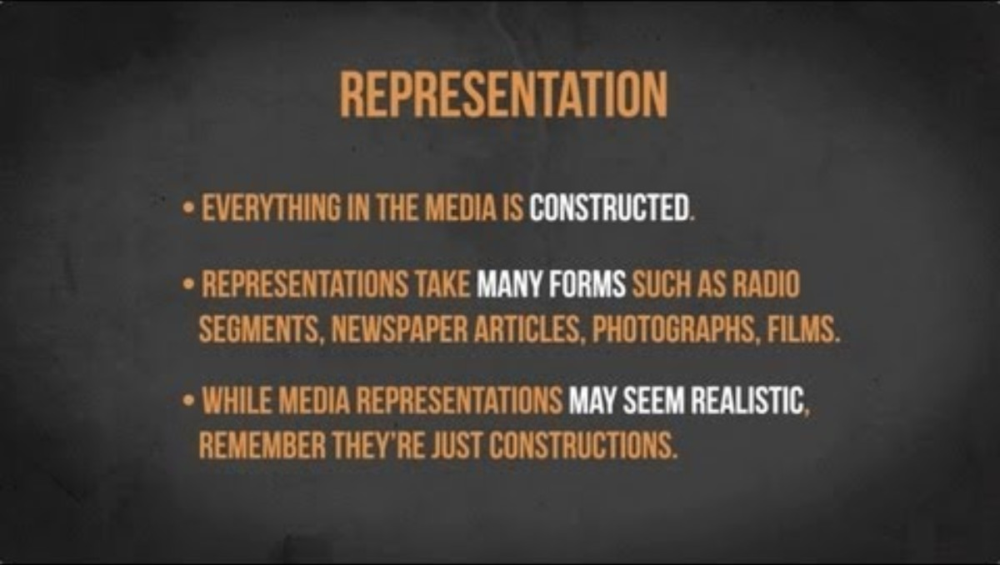 REPRESENTATION
• EVERYTHING IN THE MEDIA IS CONSTRUCTED.
• REPRESENTATIONS TAKE MANY FORMS SUCH AS RADIO
SEGMENTS, NEWSPAPER ARTICLES, PHOTOGRAPHS, FILMS.
• WHILE MEDIA REPRESENTATIONS MAY SEEM REALISTIC,
REMEMBER THEY'RE JUST CONSTRUCTIONS.